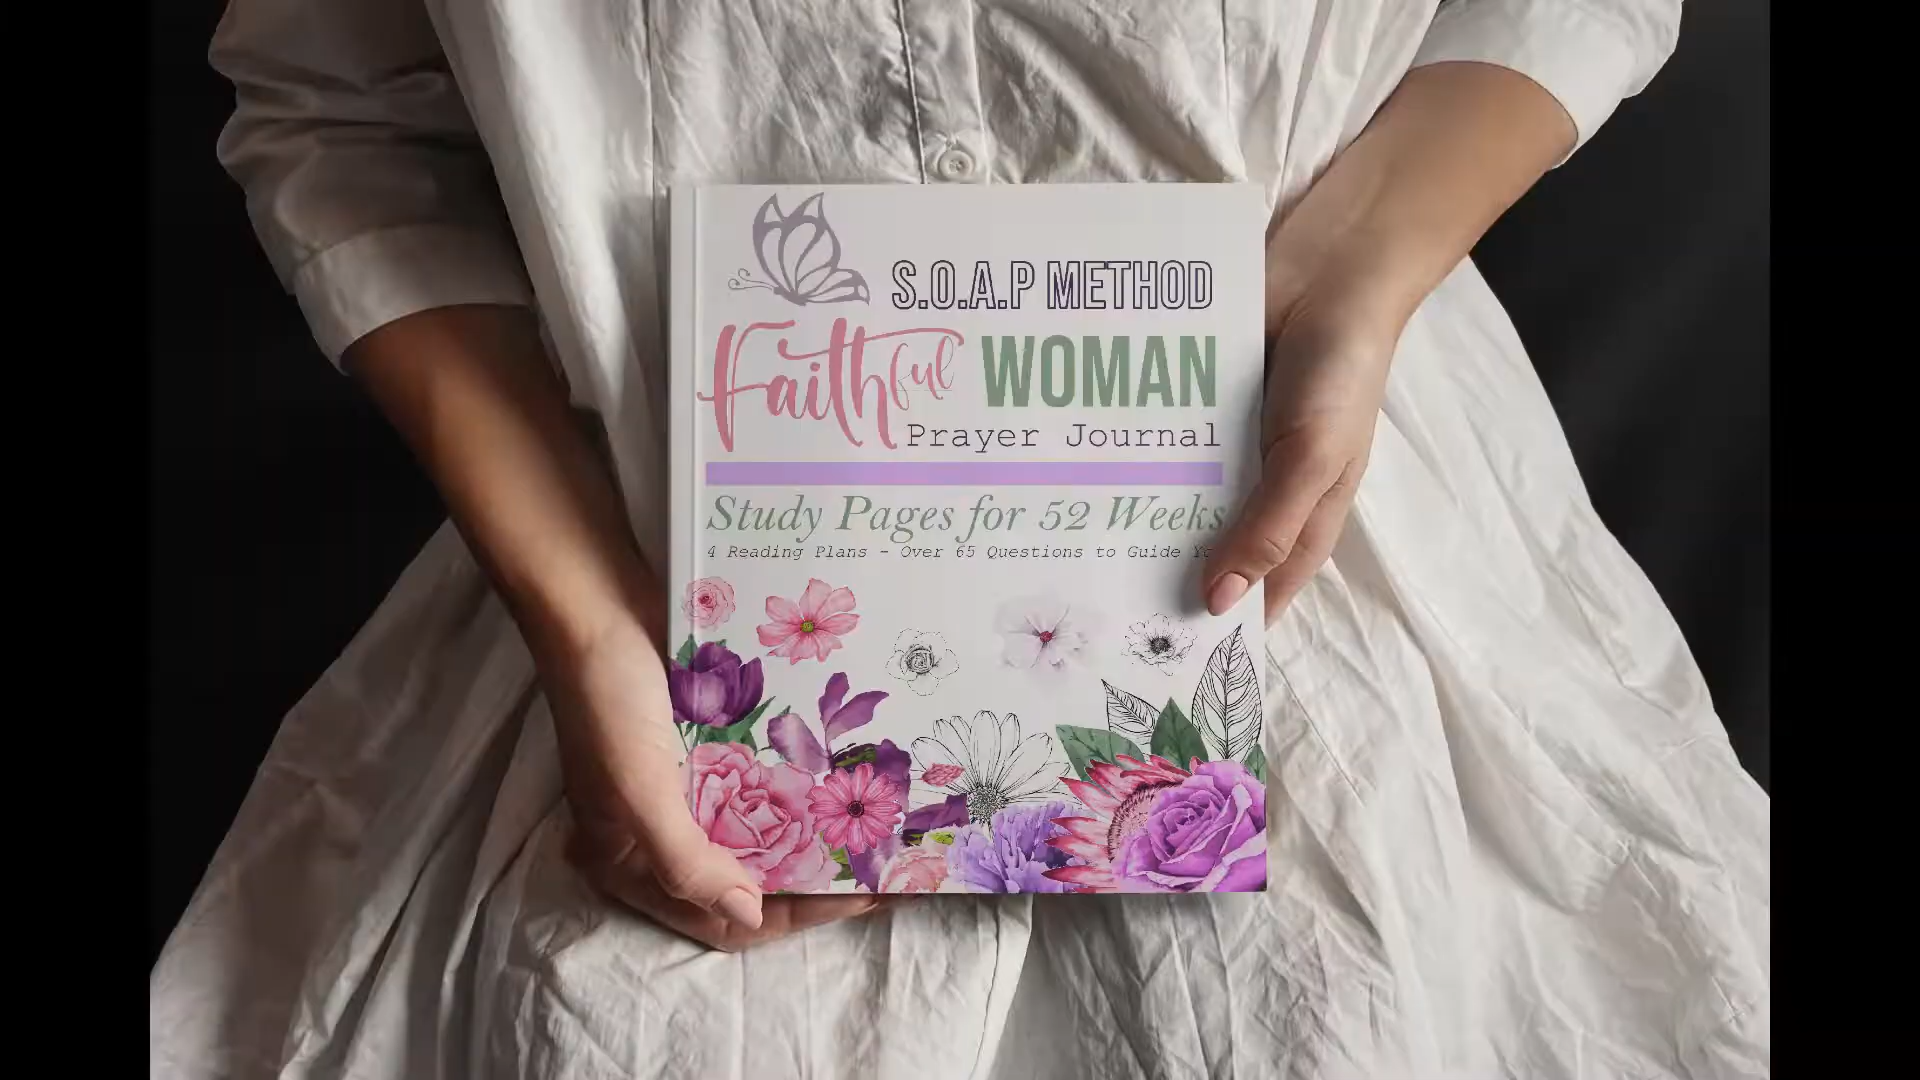 S.O.A.P METHOD
Faithful WOMAN
Prayer Journal
Study Pages for 52 Weeks
4 Reading Plans - Over 65 Questions to Guide